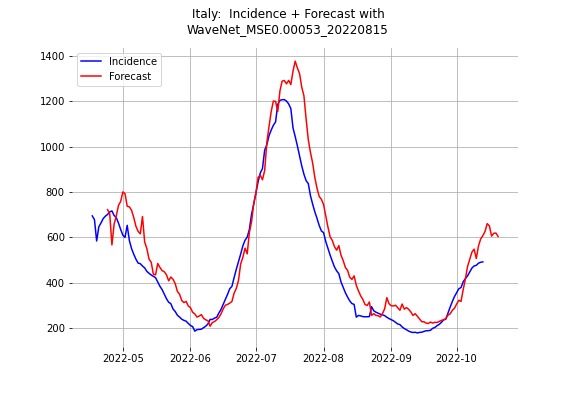 Italy:  Incidence + Forecast with
WaveNet_MSE0.00053_20220815
1400
1200
1000
800
600
400
200
Incidence
Forecast
2022-05 2022-06 2022-07 2022-08 2022-09 2022-10